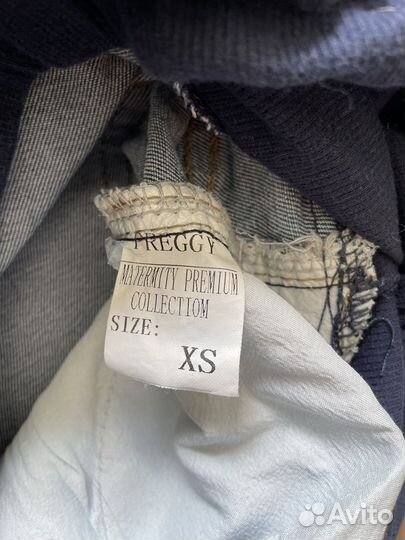 PREGGY
MATERMITY PREMIUM
COLLECTIOM
SIZE:
XS
Avito